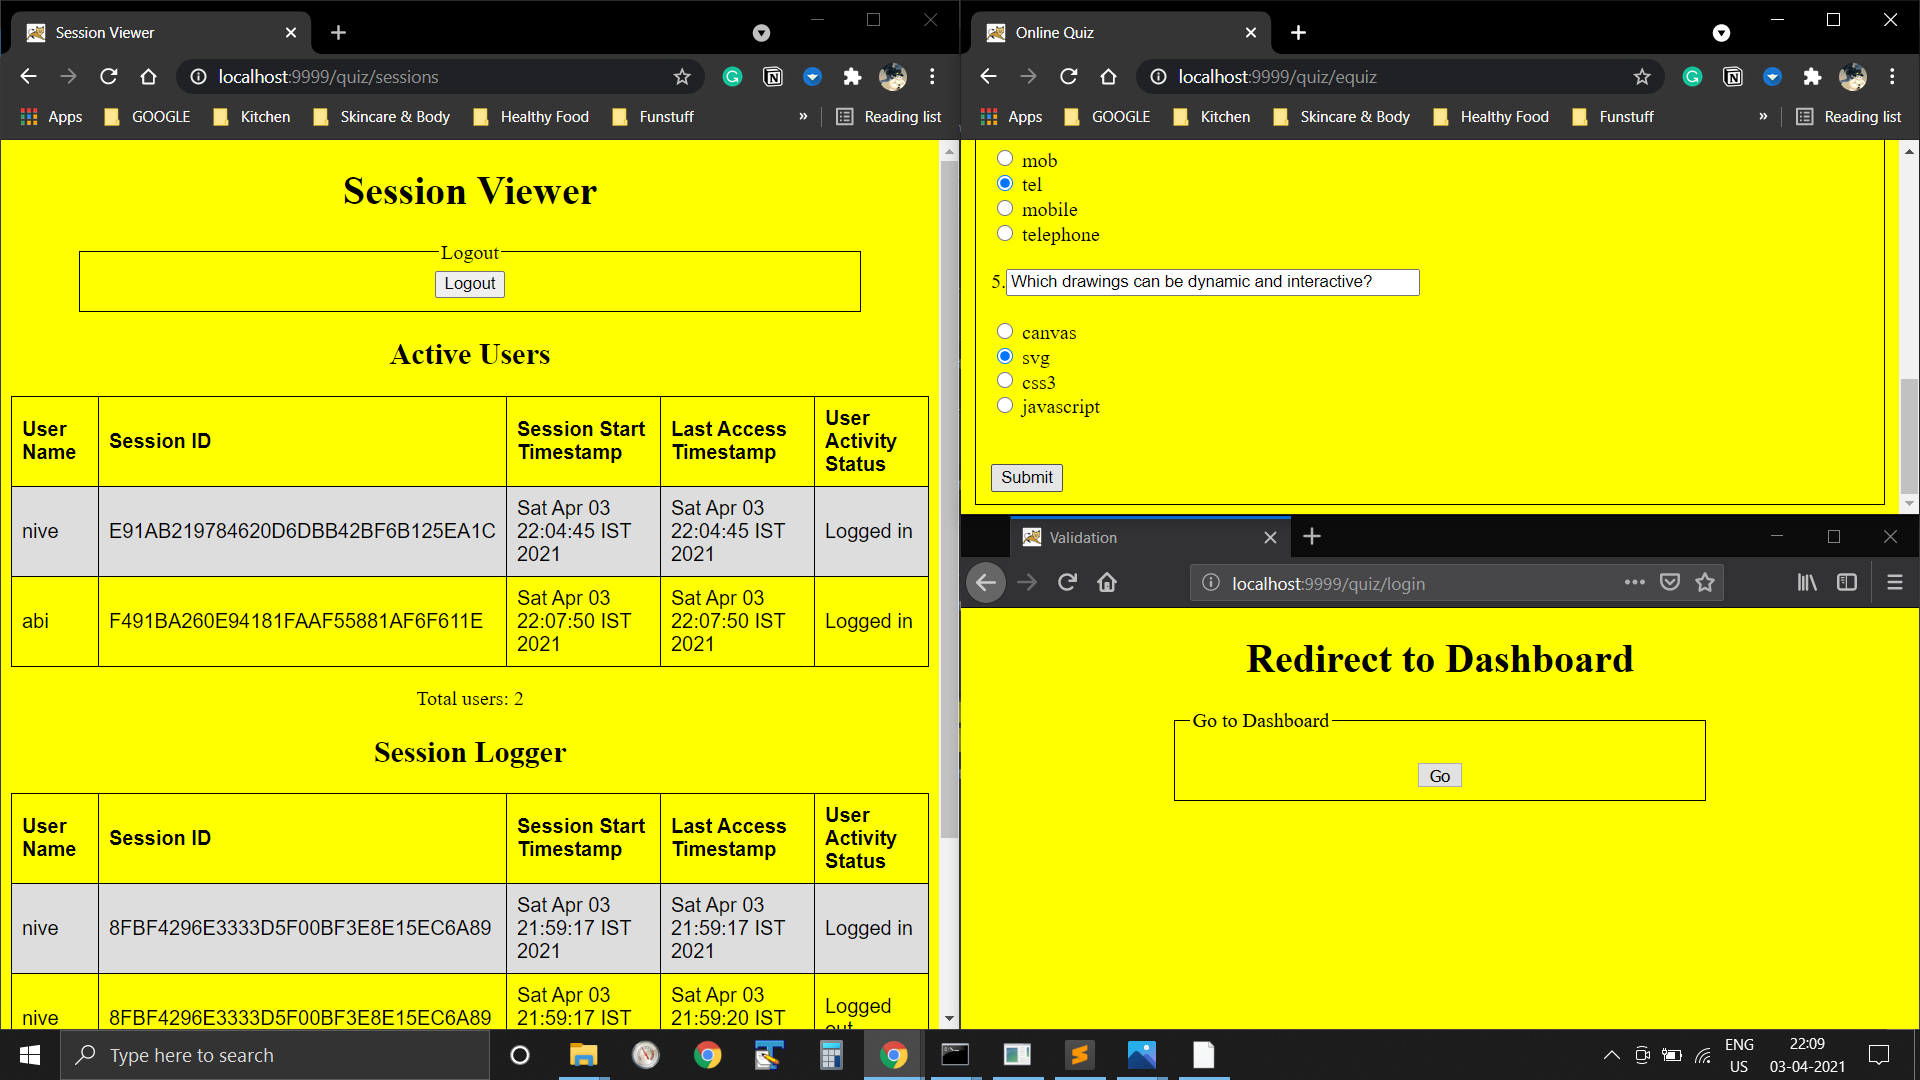 Session Viewer
localhost:9999/quiz/sessions
Apps GOOGLE Kitchen Skincare & Body Healthy Food Funstuff » Reading list
Session Viewer
Logout
Logout
Active Users
User Name Session ID Session Start Timestamp Last Access Timestamp User Activity Status
nive E91AB219784620D6DBB42BF6B125EA1C Sat Apr 03 22:04:45 IST 2021 Sat Apr 03 22:04:45 IST 2021 Logged in
abi F491BA260E94181FAAF55881AF6F611E Sat Apr 03 22:07:50 IST 2021 Sat Apr 03 22:07:50 IST 2021 Logged in
Total users: 2
Session Logger
User Name Session ID Session Start Timestamp Last Access Timestamp User Activity Status
nive 8FBF4296E3333D5F00BF3E8E15EC6A89 Sat Apr 03 21:59:17 IST 2021 Sat Apr 03 21:59:17 IST 2021 Logged in
nive 8FBF4296E3333D5F00BF3E8E15EC6A89 Sat Apr 03 21:59:17 IST Sat Apr 03 21:59:20 IST Logged out
Online Quiz
localhost:9999/quiz/equiz
Apps GOOGLE Kitchen Skincare & Body Healthy Food Funstuff » Reading list
mob
tel
mobile
telephone
5. Which drawings can be dynamic and interactive?
canvas
svg
css3
javascript
Submit
Validation
localhost:9999/quiz/login
Redirect to Dashboard
Go to Dashboard
Go
Type here to search
ENG
US
22:09
03-04-2021